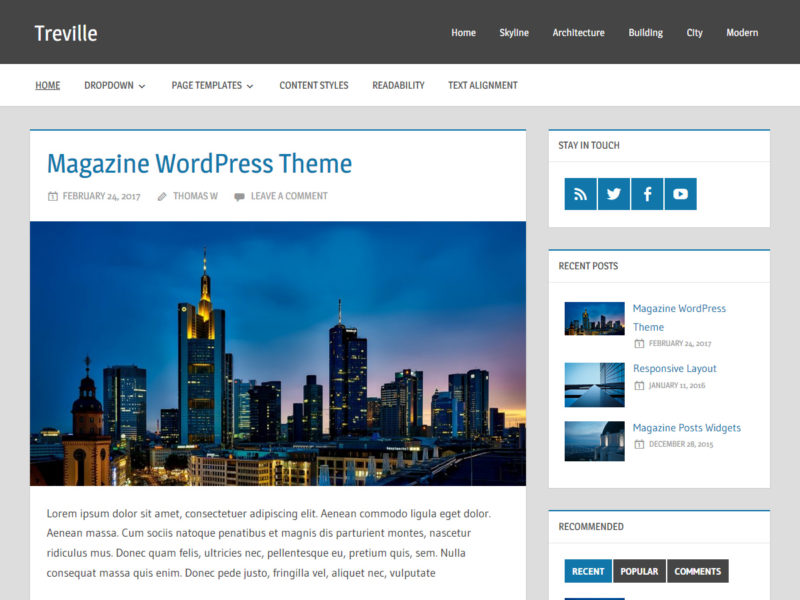 Treville
Home Skyline Architecture Building City Modern
HOME DROPDOWN PAGE TEMPLATES CONTENT STYLES READABILITY TEXT ALIGNMENT
Magazine WordPress Theme
FEBRUARY 24, 2017 THOMAS W LEAVE A COMMENT
Lorem ipsum dolor sit amet, consectetuer adipiscing elit. Aenean commodo ligula eget dolor.
Aenean massa. Cum sociis natoque penatibus et magnis dis parturient montes, nascetur
ridiculus mus. Donec quam felis, ultricies nec, pellentesque eu, pretium quis, sem. Nulla
consequat massa quis enim. Donec pede justo, fringilla vel, aliquet nec, vulputate
STAY IN TOUCH
RECENT POSTS
Magazine WordPress
Theme
FEBRUARY 24, 2017
Responsive Layout
JANUARY 11, 2016
Magazine Posts Widgets
DECEMBER 28, 2015
RECOMMENDED
RECENT POPULAR COMMENTS